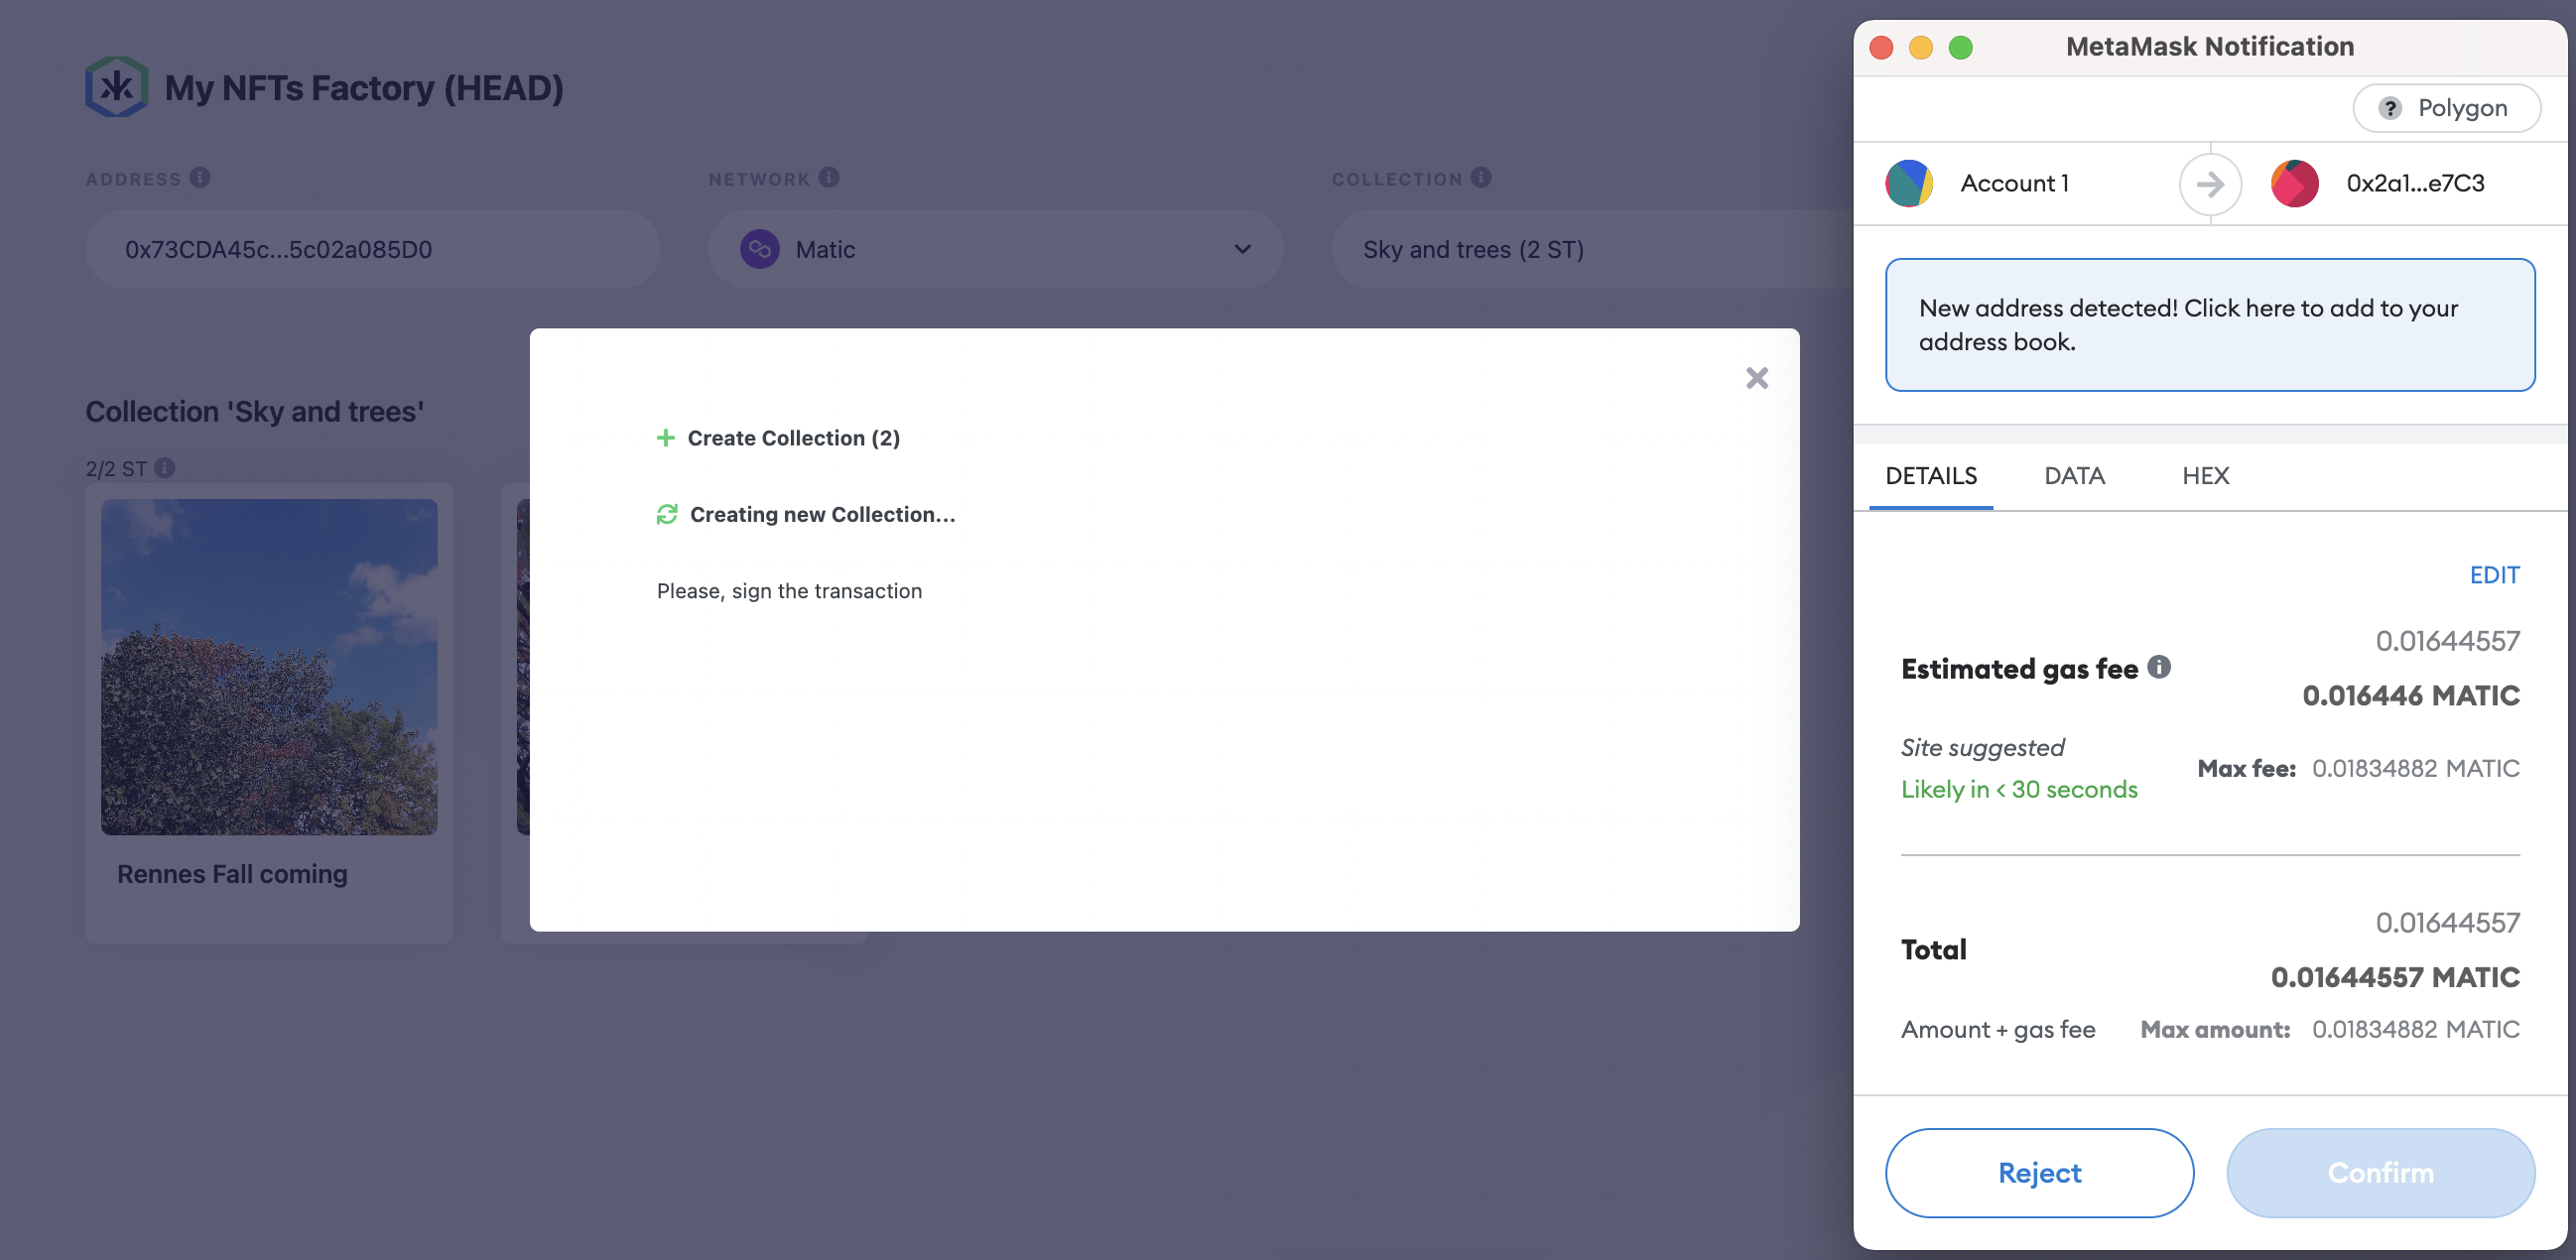 My NFTs Factory (HEAD)
ADDRESS
NETWORK
COLLECTION
0x73CDA45c...5c02a085D0
Matic
Sky and trees (2 ST)
Collection 'Sky and trees'
2/2 ST
Rennes Fall coming
Create Collection (2)
Creating new Collection...
Please, sign the transaction
MetaMask Notification
? Polygon
Account 1
0x2a1...e7C3
New address detected! Click here to add to your
address book.
DETAILS
DATA
HEX
EDIT
0.01644557
Estimated gas fee
0.016446 MATIC
Site suggested
Likely in < 30 seconds
Max fee: 0.01834882 MATIC
0.01644557
Total
0.01644557 MATIC
Amount + gas fee
Max amount: 0.01834882 MATIC
Reject
Confirm